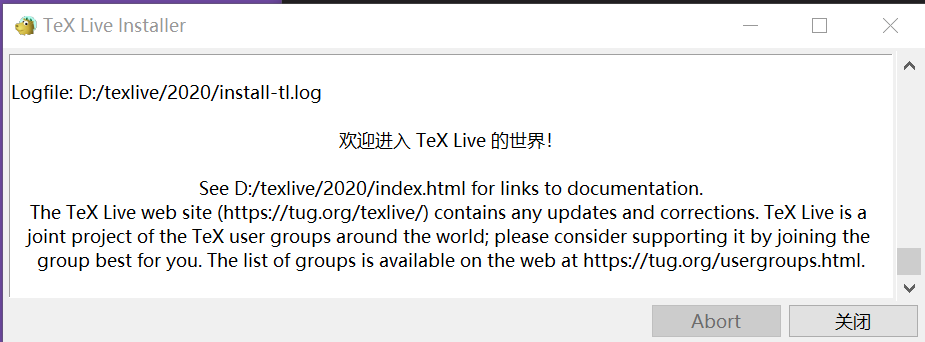 TeX Live Installer
Logfile: D:/texlive/2020/install-tl.log
欢迎进入 TeX Live 的世界!
See D:/texlive/2020/index.html for links to documentation.
The TeX Live web site (https://tug.org/texlive/) contains any updates and corrections. TeX Live is a
joint project of the TeX user groups around the world; please consider supporting it by joining the
group best for you. The list of groups is available on the web at https://tug.org/usergroups.html.
Abort
关闭